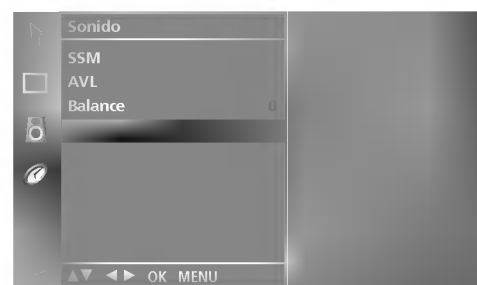 Sonido
SSM
AVL
Balance 0
▲▼ ◄ ► OK MENU